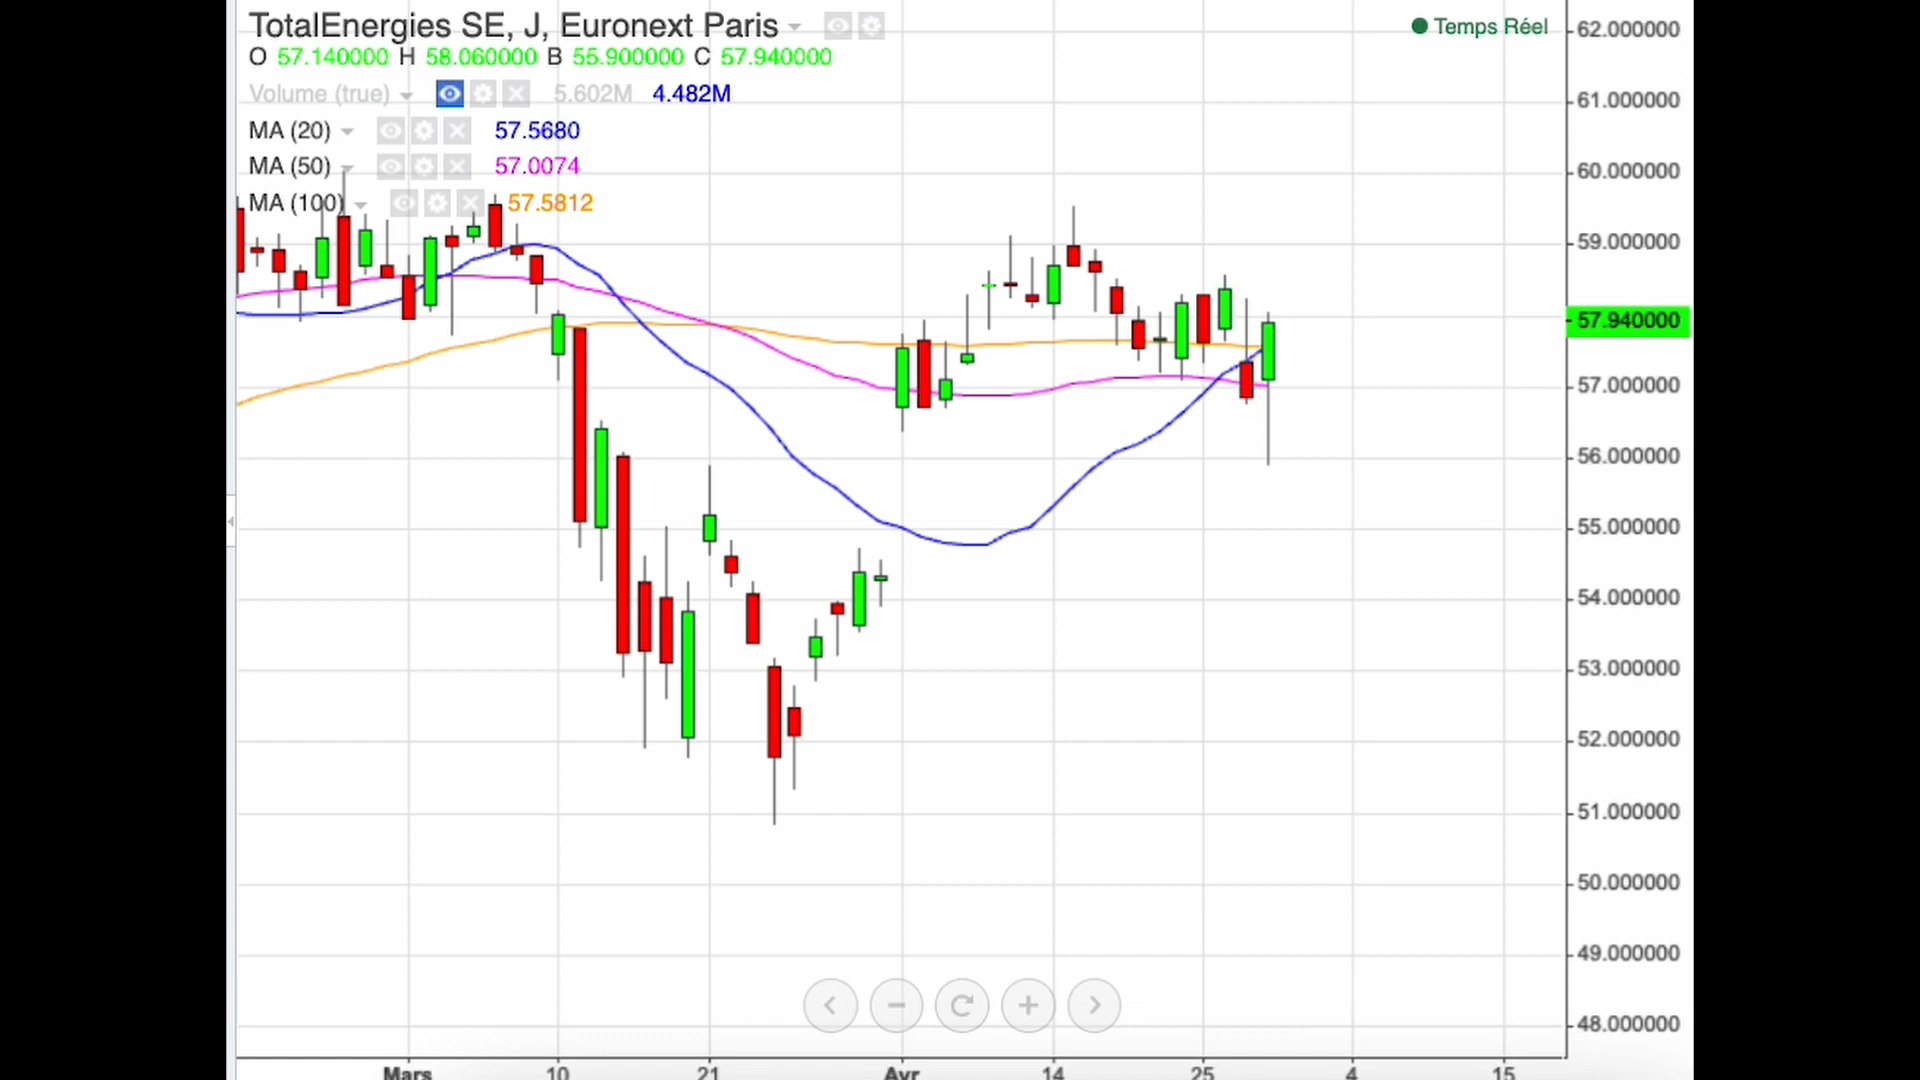 TotalEnergies SE, J, Euronext Paris
Temps Réel
O 57.140000 H 58.060000 B 55.900000 C 57.940000
Volume (true) 5.602M 4.482M
MA (20) 57.5680
MA (50) 57.0074
MA (100) 57.5812
62.000000
61.000000
60.000000
59.000000
57.940000
57.000000
56.000000
55.000000
54.000000
53.000000
52.000000
51.000000
50.000000
49.000000
48.000000
Mars 10 21 Avr 14 25 4 15